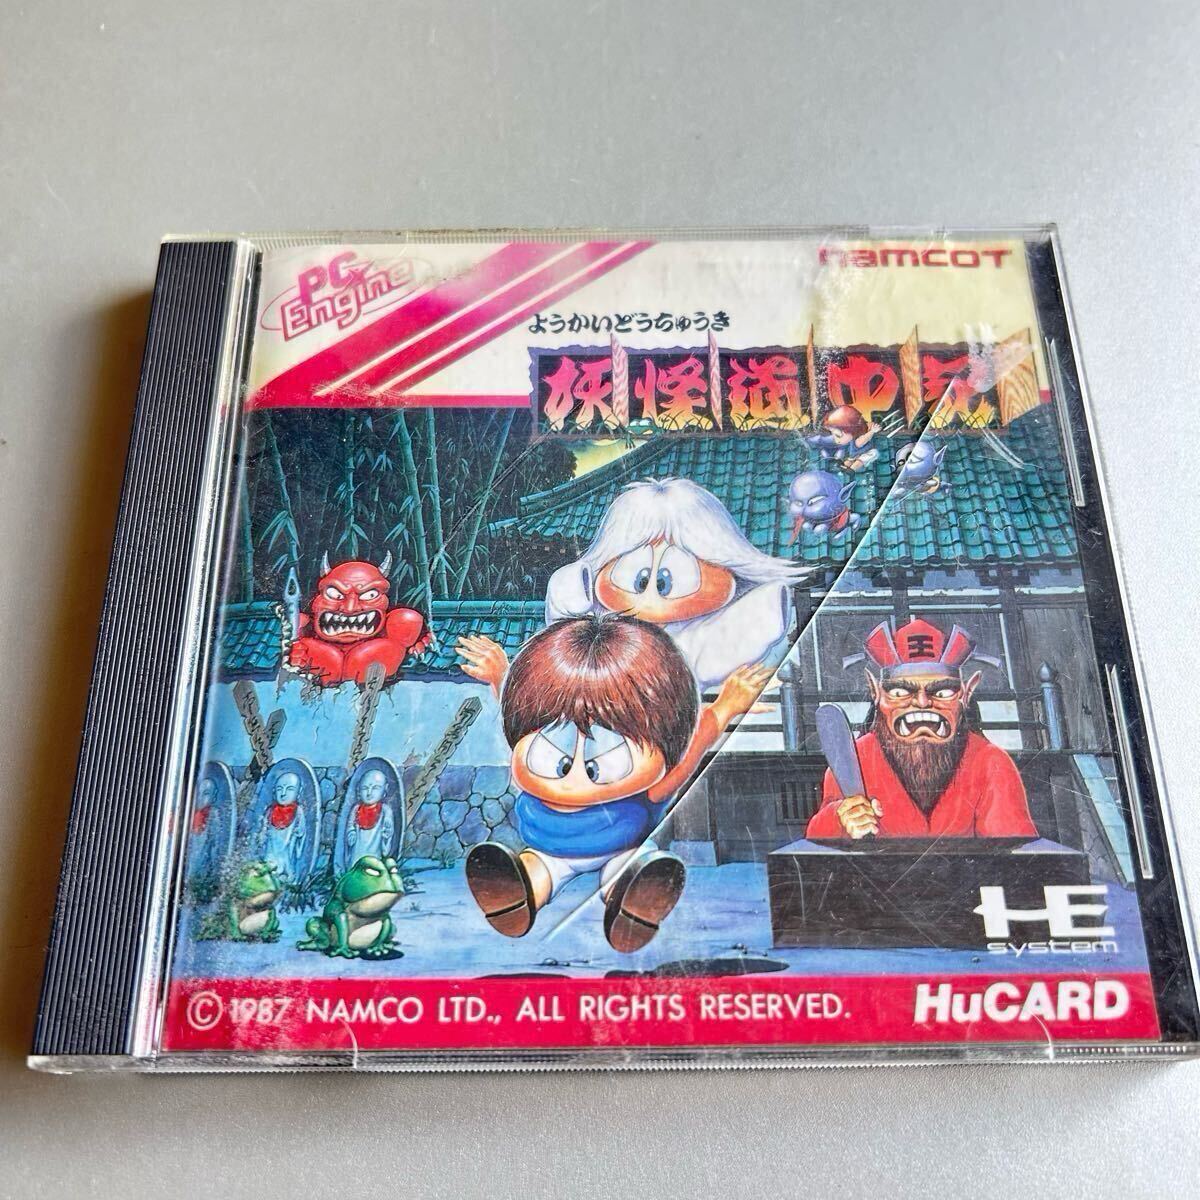 PC Engine
namcot
ようかいどうちゅうき
妖怪道中記
王
HE
system
© 1987 NAMCO LTD., ALL RIGHTS RESERVED.
HuCARD